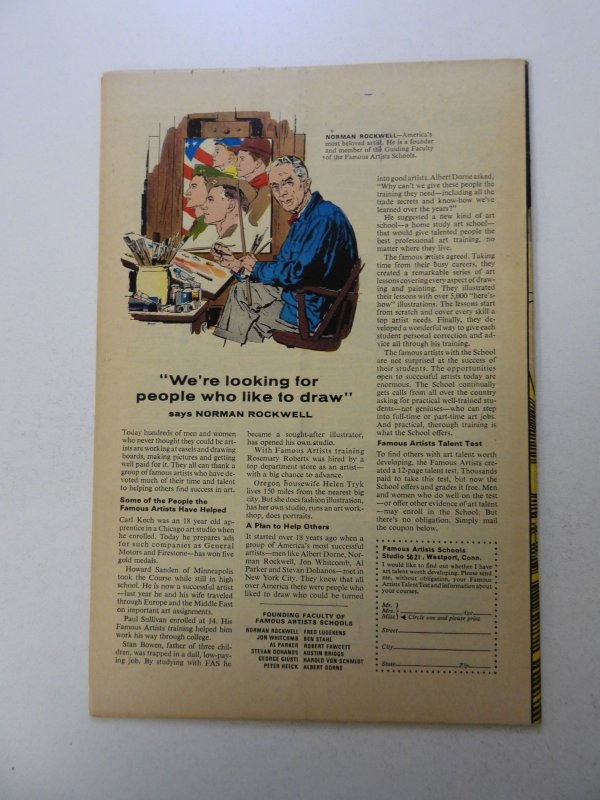 NORMAN ROCKWELL—America's
most beloved artist. He is a founder
and member of the Guiding Faculty
of the Famous Artists Schools.
"We're looking for
people who like to draw"
says NORMAN ROCKWELL
Today hundreds of men and women
who never thought they could be art-
ists are working at easels and drawing
boards, making pictures and getting
well paid for it. They all can thank a
group of famous artists who have de-
voted much of their time and talent
to helping others find success in art.
Some of the People the
Famous Artists Have Helped
Carl Koch was an 18 year old ap-
prentice in a Chicago art studio when
he enrolled. Today he prepares ads
for such companies as General
Motors and Firestone—has won five
gold medals.
Howard Sanden of Minneapolis
took the Course while still in high
school. He is now a successful artist
—last year he and his wife traveled
through Europe and the Middle East
on important art assignments.
Paul Sullivan enrolled at 14. His
Famous Artists training helped him
work his way through college.
Stan Bowen, father of three chil-
dren, was trapped in a dull, low-pay-
ing job. By studying with FAS he
became a sought-after illustrator,
has opened his own studio.
With Famous Artists training
Rosemary Roberts was hired by a
top department store as an artist—
with a big chance to advance.
Oregon housewife Helen Tryk
lives 150 miles from the nearest big
city. But she does fashion illustration,
has her own studio, runs an art work-
shop, does portraits.
A Plan to Help Others
It started over 18 years ago when a
group of America's most successful
artists—men like Albert Dorne, Nor-
man Rockwell, Jon Whitcomb, Al
Parker and Stevan Dohanos—met in
New York City. They knew that all
over America there were people who
liked to draw who could be turned
FOUNDING FACULTY OF
FAMOUS ARTISTS SCHOOLS
NORMAN ROCKWELL FRED LUDEKENS
JON WHITCOMB BEN STAHL
AL PARKER ROBERT FAWCETT
STEVAN DOHANOS AUSTIN BRIGGS
GEORGE GIUSTI HAROLD VON SCHMIDT
PETER HELCK ALBERT DORNE
into good artists. Albert Dorne asked,
"Why can't we give these people the
training they need—including all the
trade secrets and know-how we've
learned over the years?"
He suggested a new kind of art
school—a home study art school—
that would give talented people the
best professional art training, no
matter where they live.
The famous artists agreed. Taking
time from their busy careers, they
created a remarkable series of art
lessons covering every aspect of draw-
ing and painting. They illustrated
their lessons with over 5,000 "here's-
how" illustrations. The lessons start
from scratch and cover every skill a
top artist needs. Finally, they de-
veloped a wonderful way to give each
student personal correction and ad-
vice all through his training.
The famous artists with the School
are not surprised at the success of
their students. The opportunities
open to successful artists today are
enormous. The School continually
gets calls from all over the country
asking for practical well-trained stu-
dents—not geniuses—who can step
into full-time or part-time art jobs.
And practical, thorough training is
what the School offers.
Famous Artists Talent Test
To find others with art talent worth
developing, the Famous Artists cre-
ated a 12-page talent test. Thousands
paid to take this test, but now the
School offers and grades it free. Men
and women who do well on the test
—or offer other evidence of art talent
—may enroll in the School. But
there's no obligation. Simply mail
the coupon below.
Famous Artists Schools
Studio 5621, Westport, Conn.
I would like to find out whether I have
art talent worth developing. Please send
me, without obligation, your Famous
Artists Talent Test and information about
your courses.
Mr.
Mrs. Age
Miss Circle one and please print
Street
City
State Zip